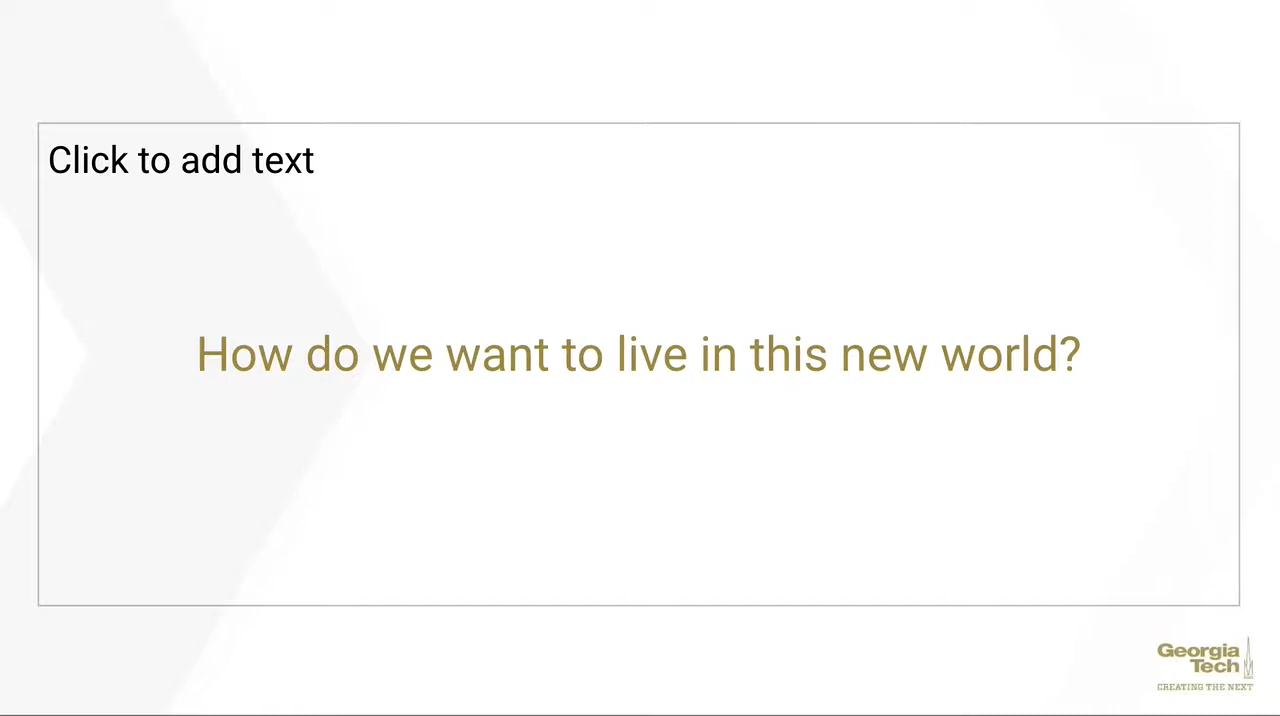 Click to add text
How do we want to live in this new world?
Georgia
Tech
CREATING THE NEXT